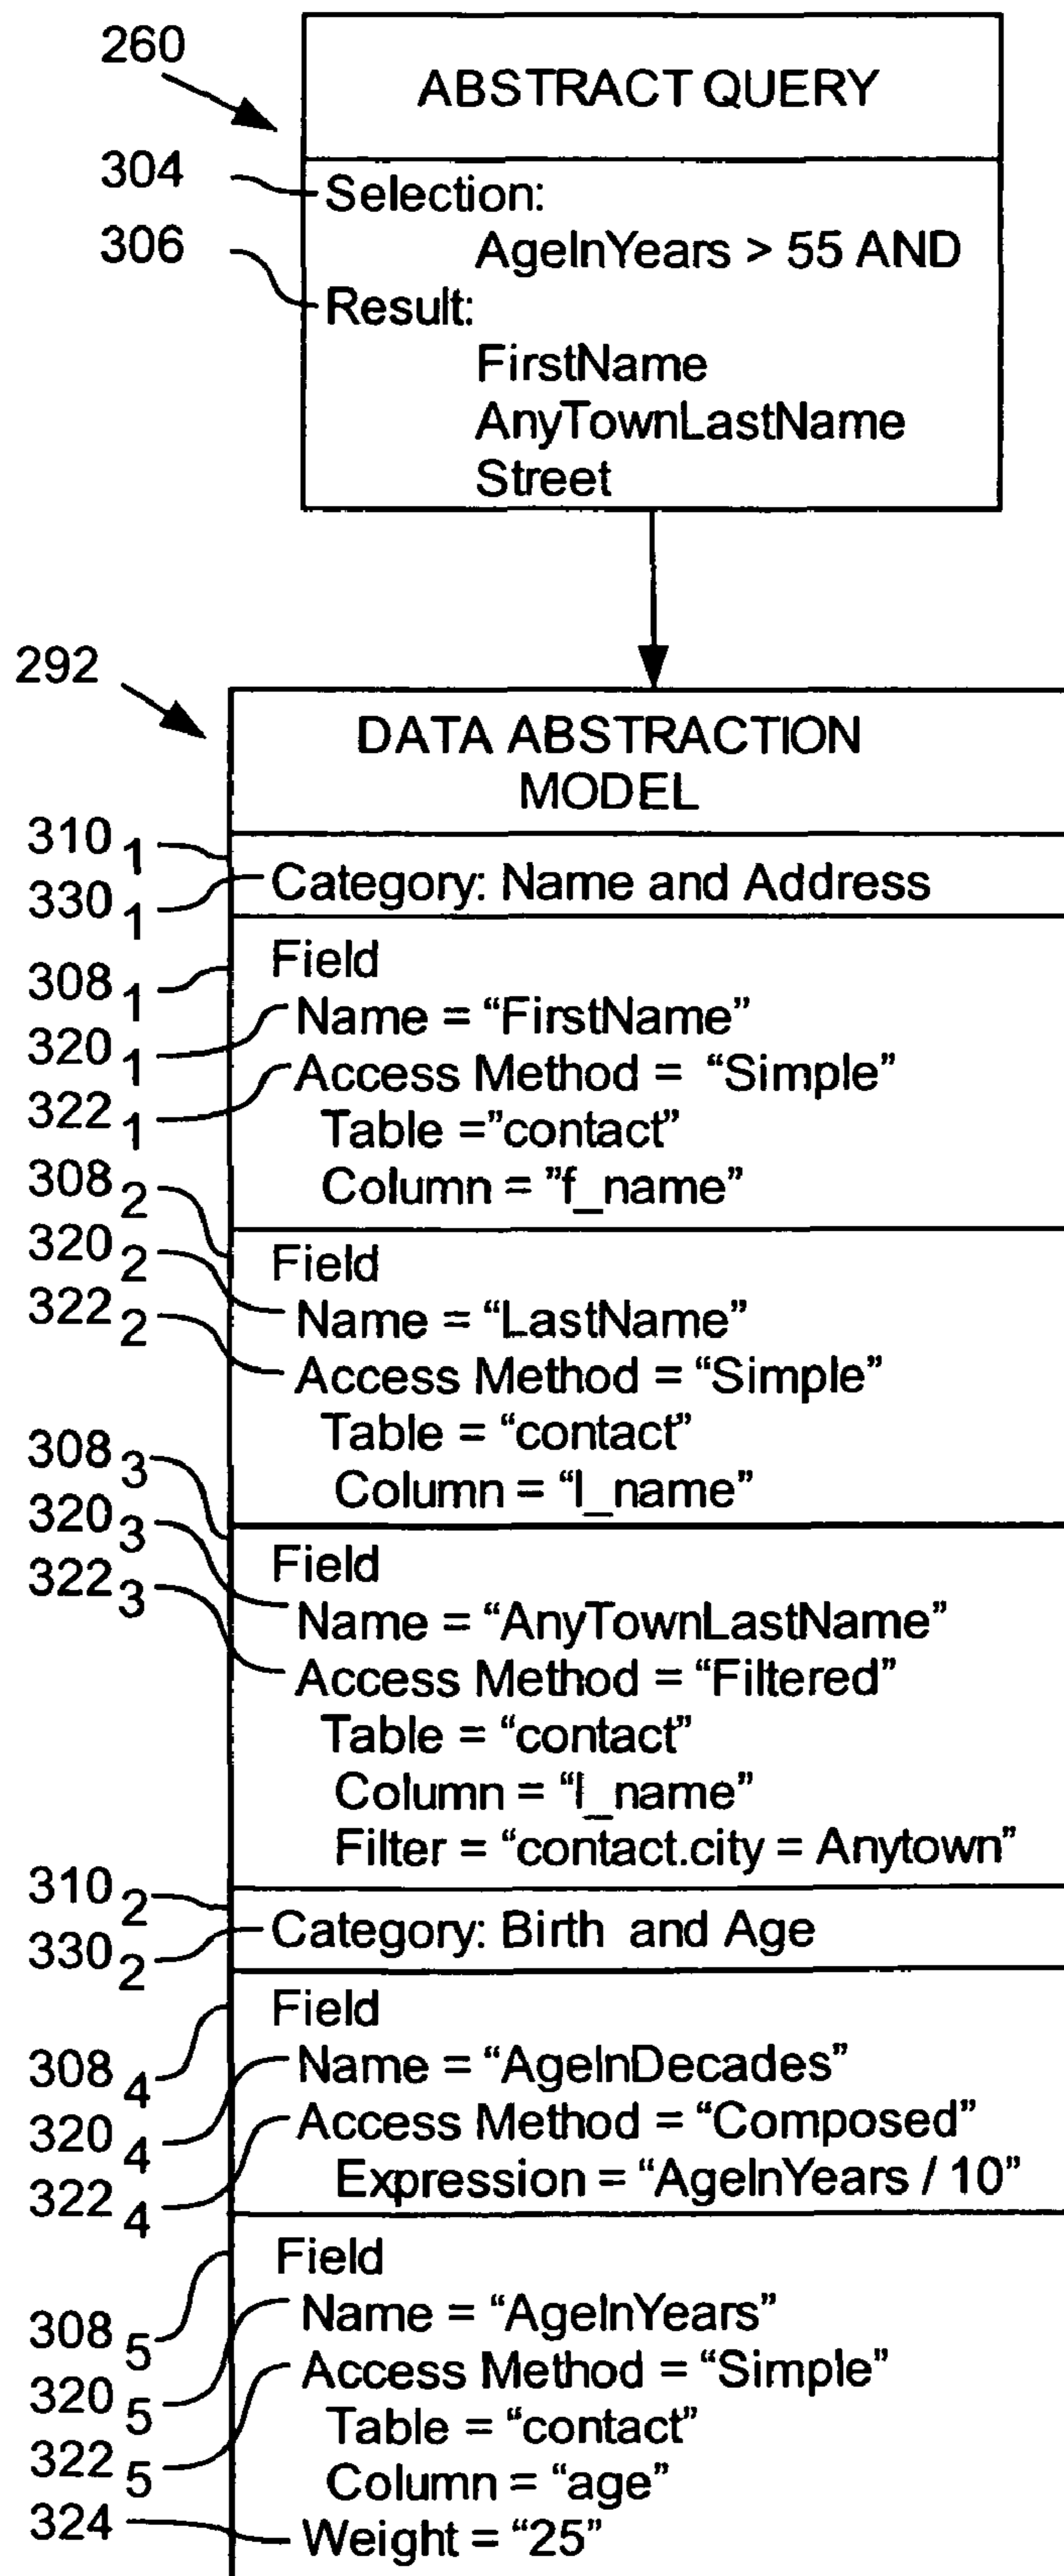 260
ABSTRACT QUERY
304
Selection:
AgeInYears > 55 AND
306
Result:
FirstName
AnyTownLastName
Street
292
DATA ABSTRACTION
MODEL
310 1
330 1
Category: Name and Address
308 1
Field
320 1
Name = “FirstName”
322 1
Access Method = “Simple”
Table =”contact”
Column = ”f_name”
308 2
Field
320 2
Name = “LastName”
322 2
Access Method = “Simple”
Table = “contact”
Column = “l_name”
308 3
Field
320 3
Name = “AnyTownLastName”
322 3
Access Method = “Filtered”
Table = “contact”
Column = “l_name”
Filter = “contact.city = Anytown”
310 2
330 2
Category: Birth and Age
308 4
Field
320 4
Name = “AgeInDecades”
322 4
Access Method = “Composed”
Expression = “AgeInYears / 10”
308 5
Field
320 5
Name = “AgeInYears”
322 5
Access Method = “Simple”
Table = “contact”
Column = “age”
324
Weight = “25”